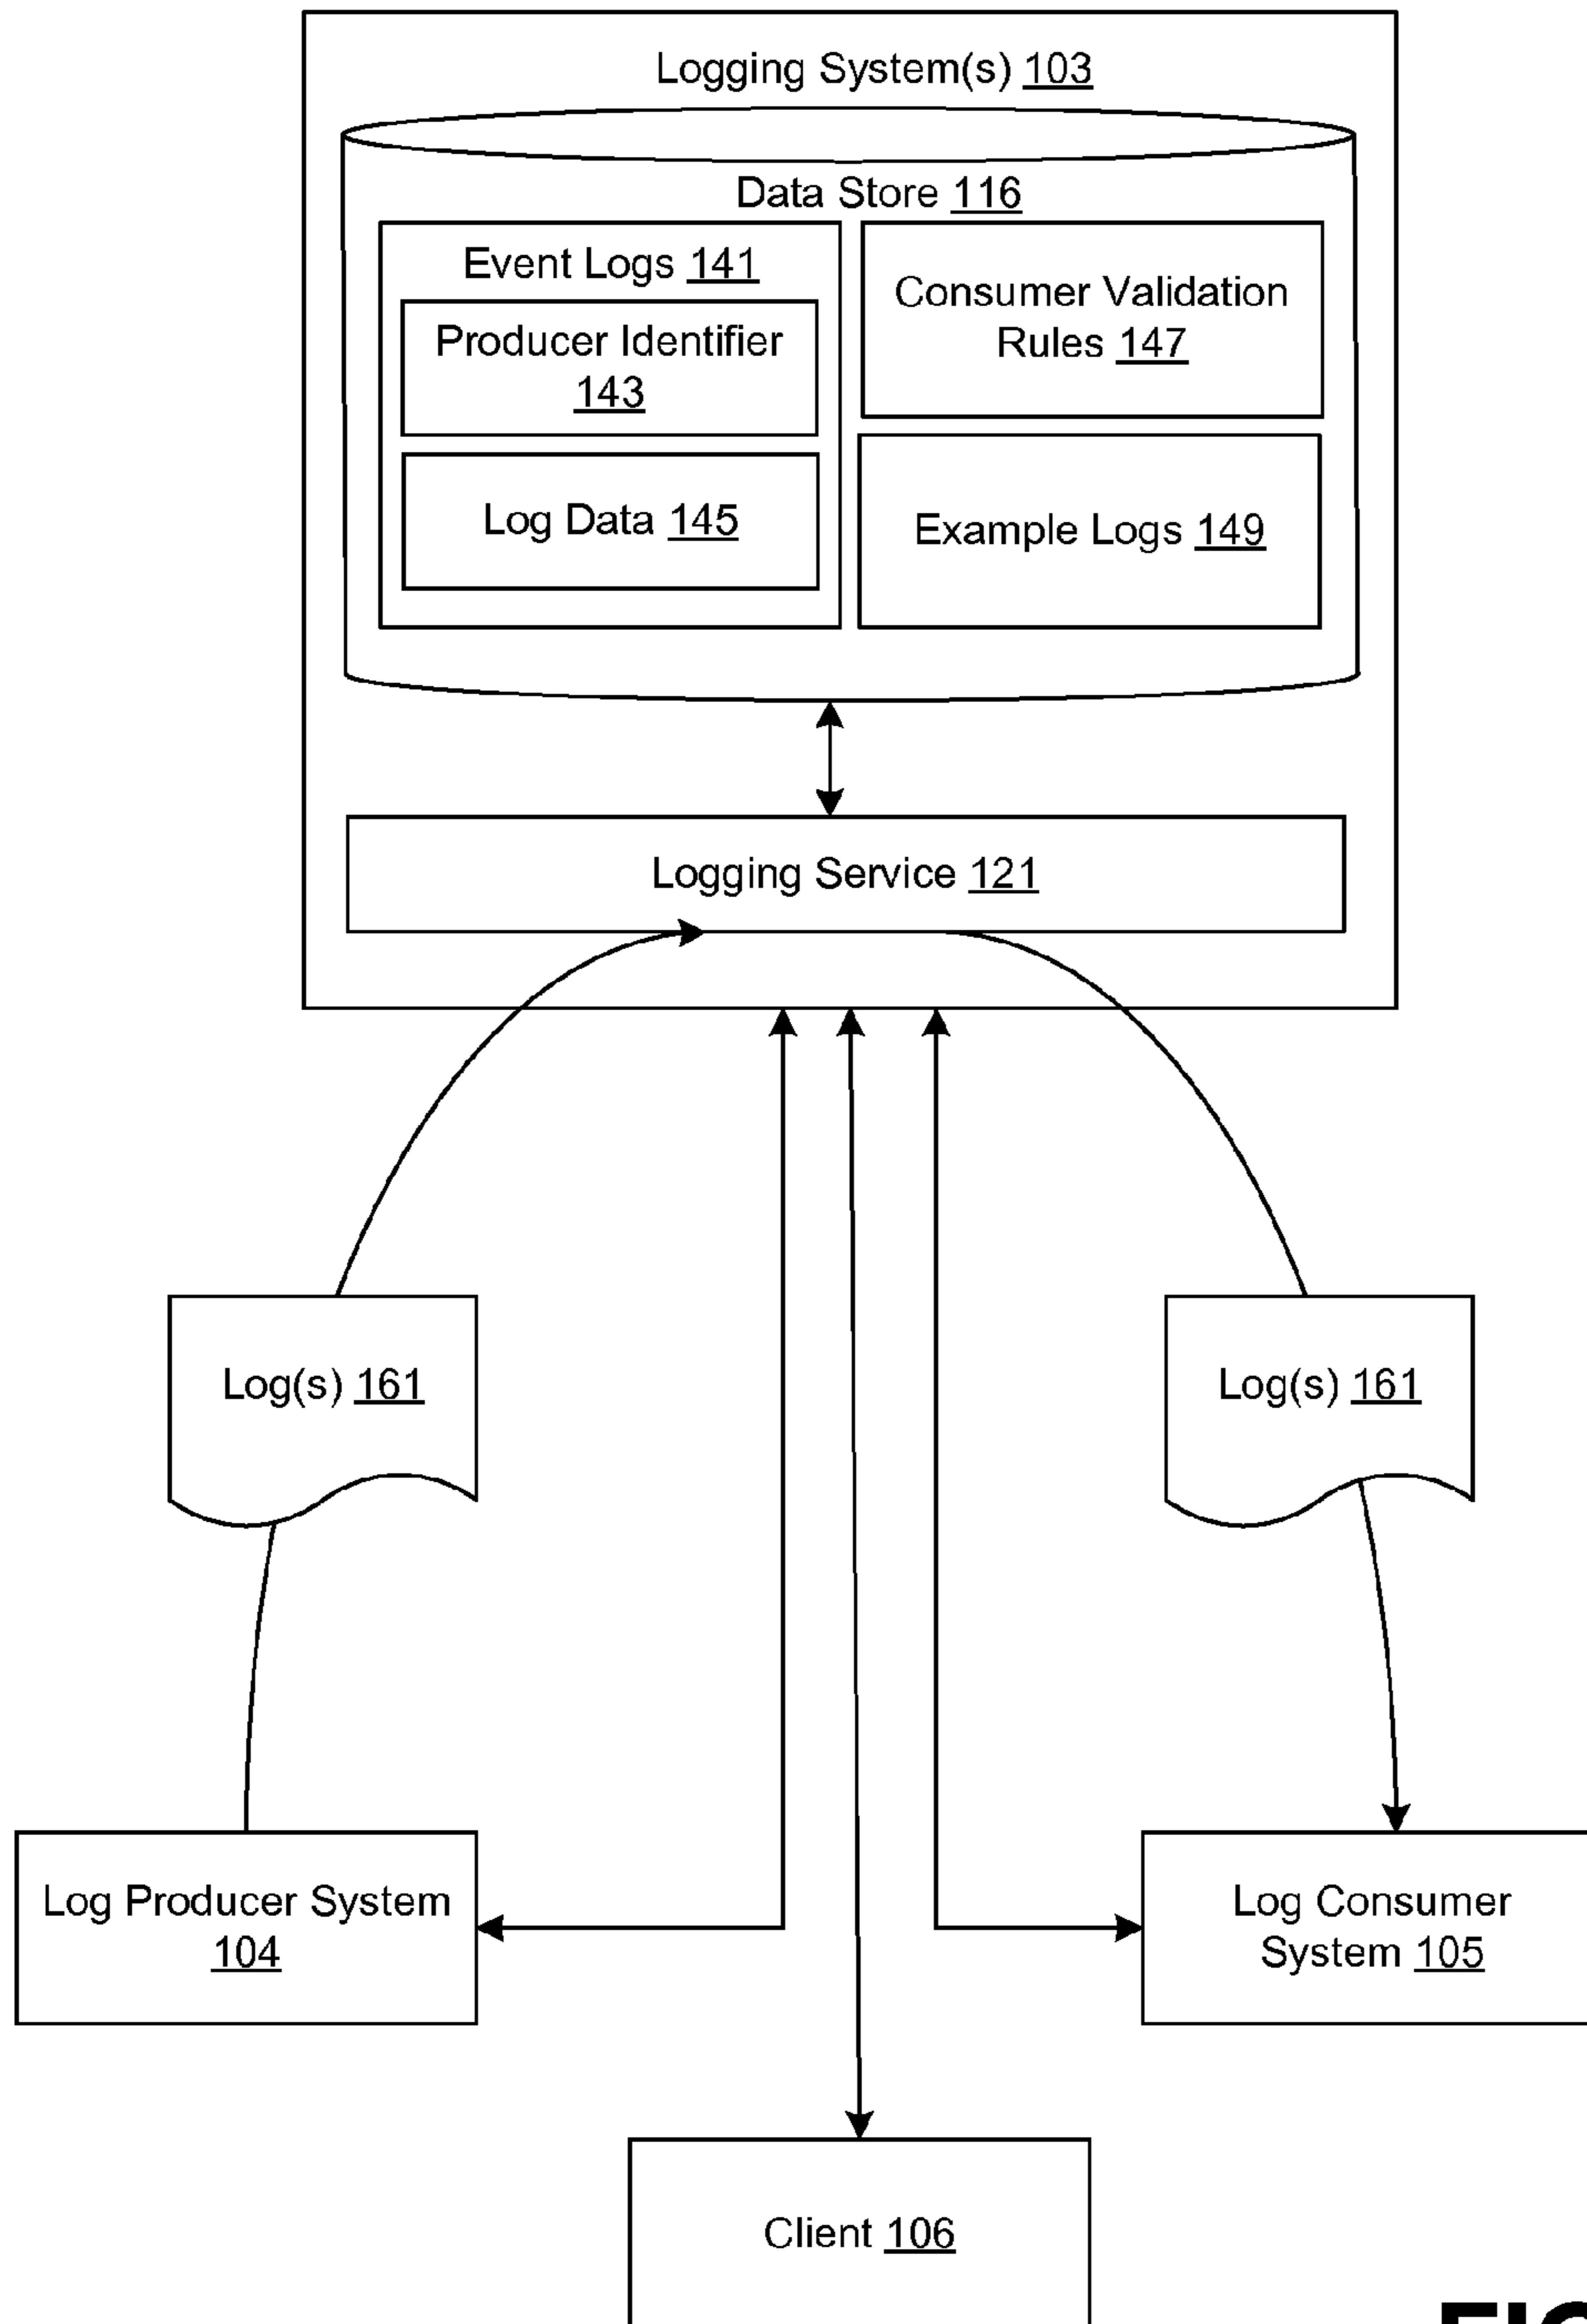 Logging System(s) 103
Data Store 116
Event Logs 141
Producer Identifier
143
Log Data 145
Consumer Validation
Rules 147
Example Logs 149
Logging Service 121
Log(s) 161
Log(s) 161
Log Producer System
104
Log Consumer
System 105
Client 106